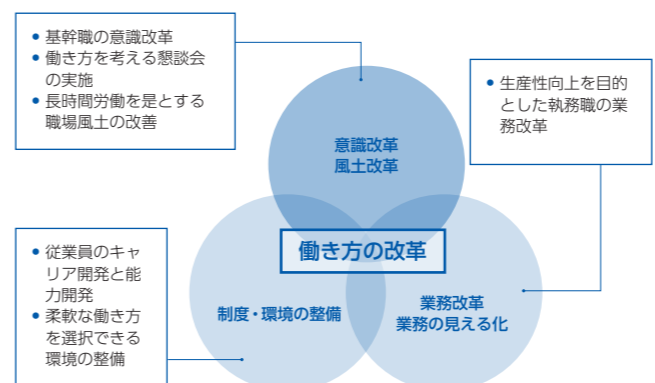 • 基幹職の意識改革
• 働き方を考える懇談会
の実施
• 長時間労働を是とする
職場風土の改善
• 生産性向上を目的
とした執務職の業
務改革
意識改革
風土改革
働き方の改革
• 従業員のキャ
リア開発と能
力開発
• 柔軟な働き方
を選択できる
環境の整備
制度・環境の整備
業務改革
業務の見える化